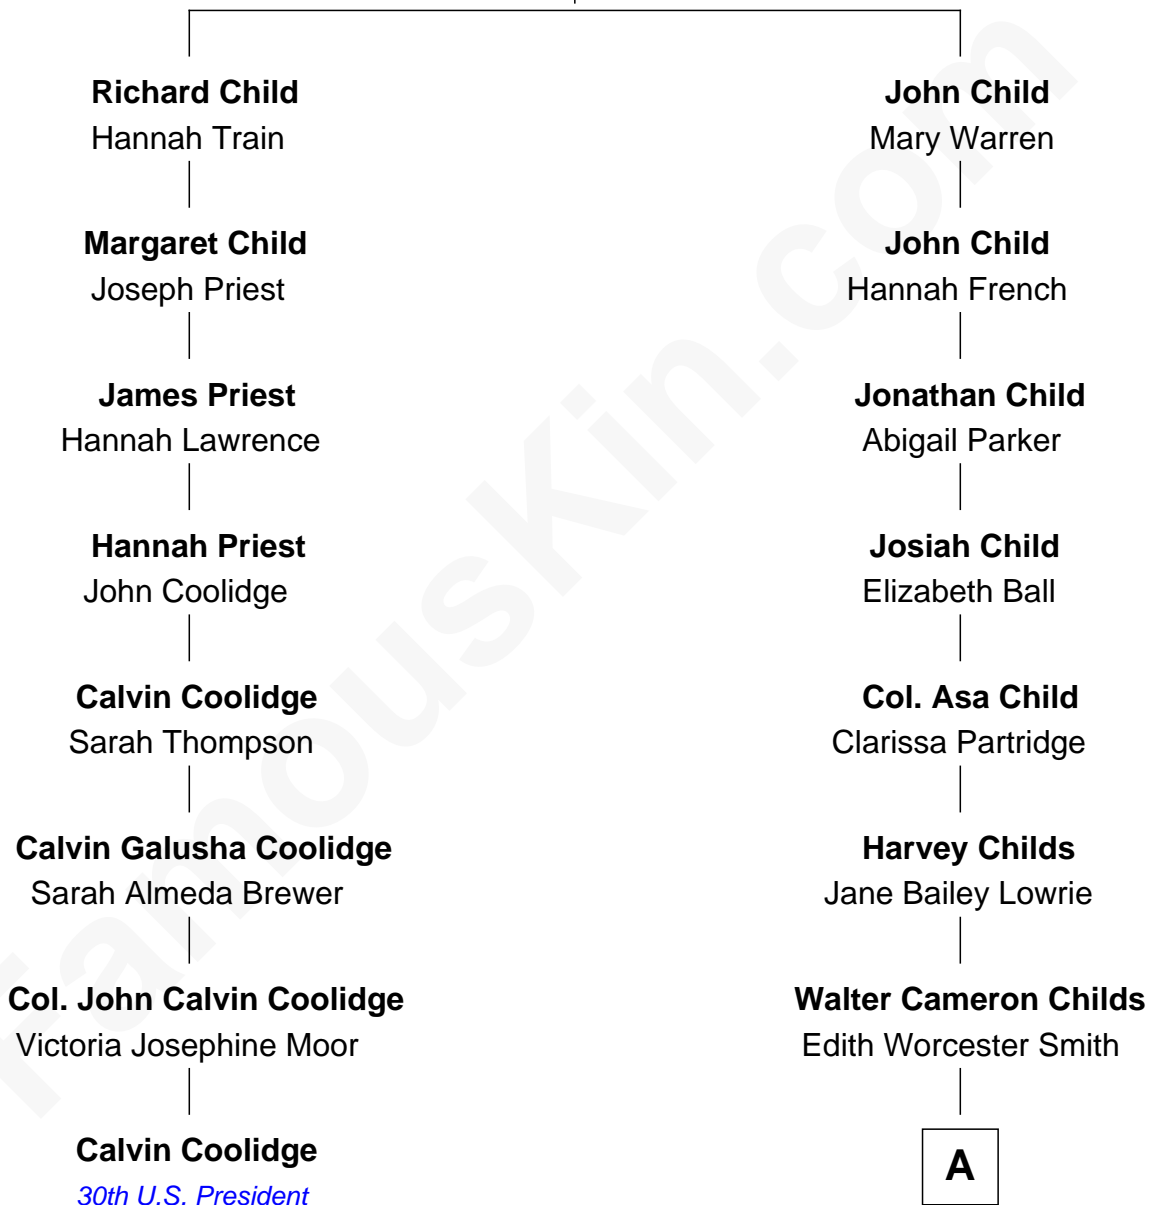 Richard Child
Hannah Train
John Child
Mary Warren
Margaret Child
Joseph Priest
John Child
Hannah French
James Priest
Hannah Lawrence
Jonathan Child
Abigail Parker
Hannah Priest
John Coolidge
Josiah Child
Elizabeth Ball
Calvin Coolidge
Sarah Thompson
Col. Asa Child
Clarissa Partridge
Calvin Galusha Coolidge
Sarah Almeda Brewer
Harvey Childs
Jane Bailey Lowrie
Col. John Calvin Coolidge
Victoria Josephine Moor
Walter Cameron Childs
Edith Worcester Smith
Calvin Coolidge
30th U.S. President
A
FamousKin.com